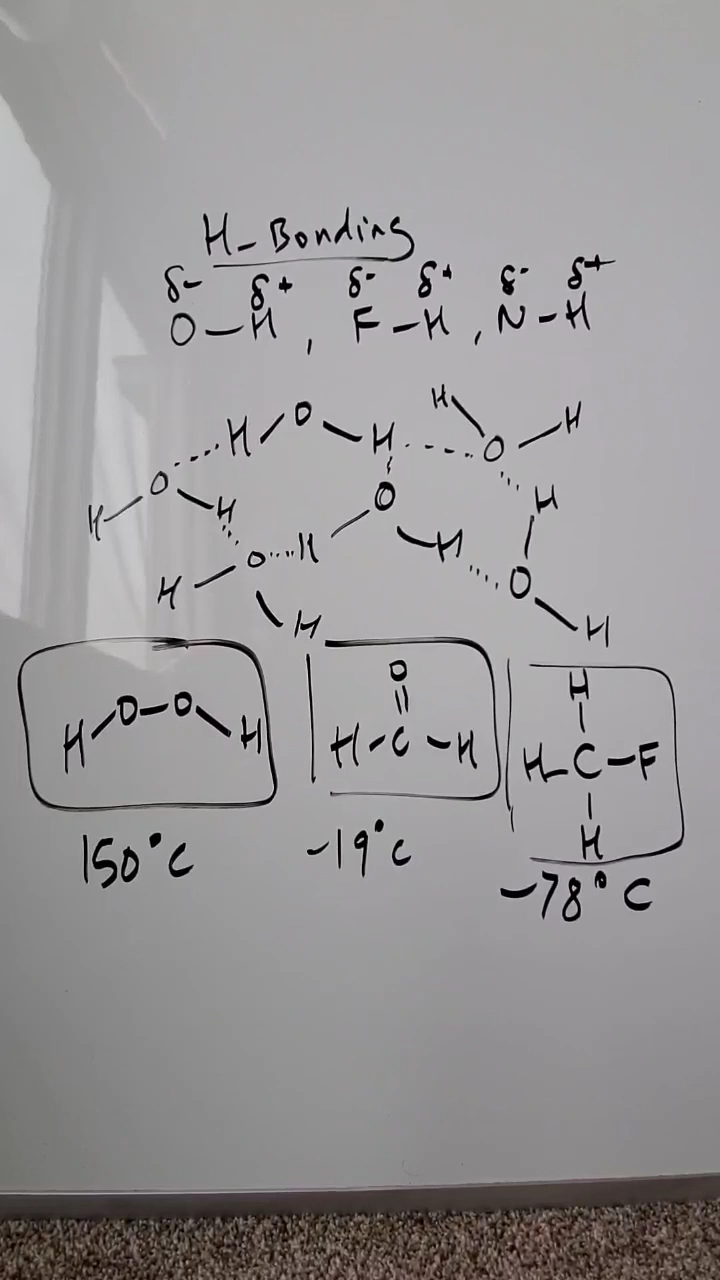 H-Bonding
δ- δ+ δ- δ+ δ- δ+
O-H, F-H, N-H
H H
H O H O
O H H
H H O
O H H O
H H H
O H
H O O H H C H H C F
H
150°C -19°C -78°C